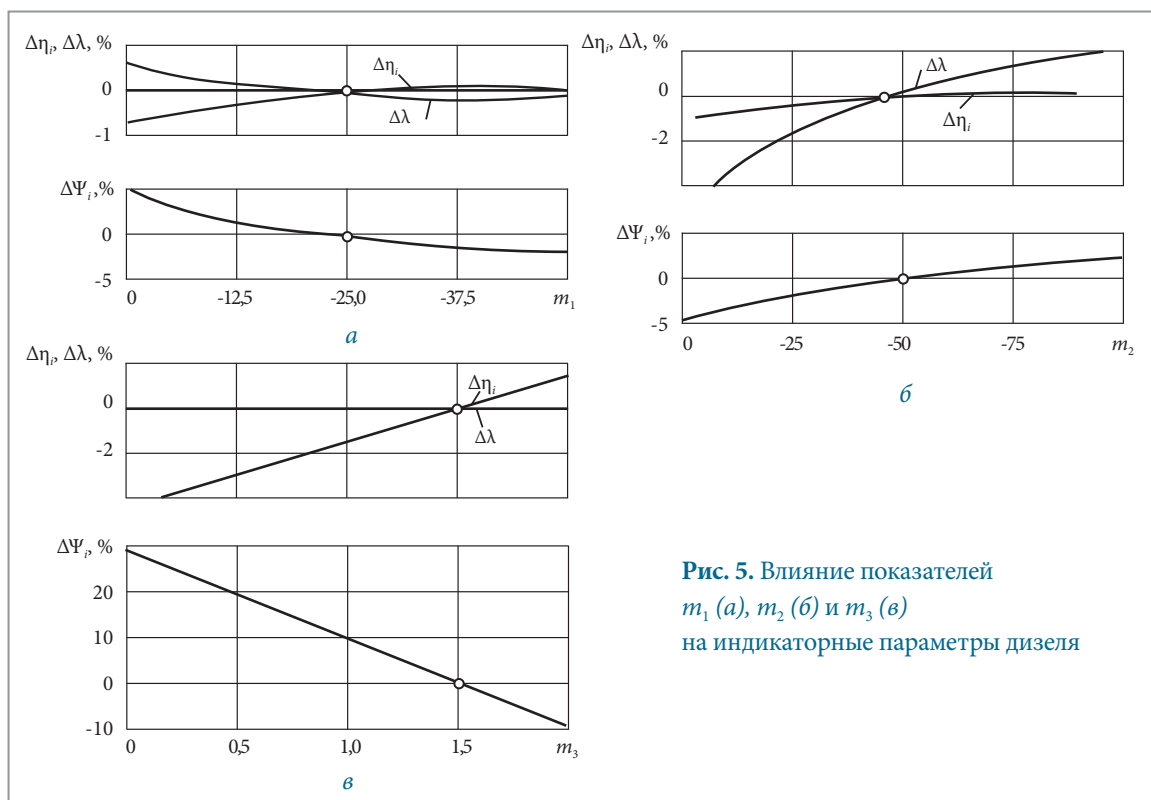 Δηᵢ, Δλ, %
0
-1
Δηᵢ
Δλ
ΔΨᵢ,%
5
0
-5
0 -12,5 -25,0 -37,5 m₁
а
Δηᵢ, Δλ, %
0
-2
Δλ
Δηᵢ
ΔΨᵢ,%
0
-5
0 -25 -50 -75 m₂
б
Δηᵢ, Δλ, %
0
-2
Δηᵢ
Δλ
ΔΨᵢ, %
20
10
0
-10
0 0,5 1,0 1,5 m₃
в
Рис. 5. Влияние показателей
m₁ (а), m₂ (б) и m₃ (в)
на индикаторные параметры дизеля